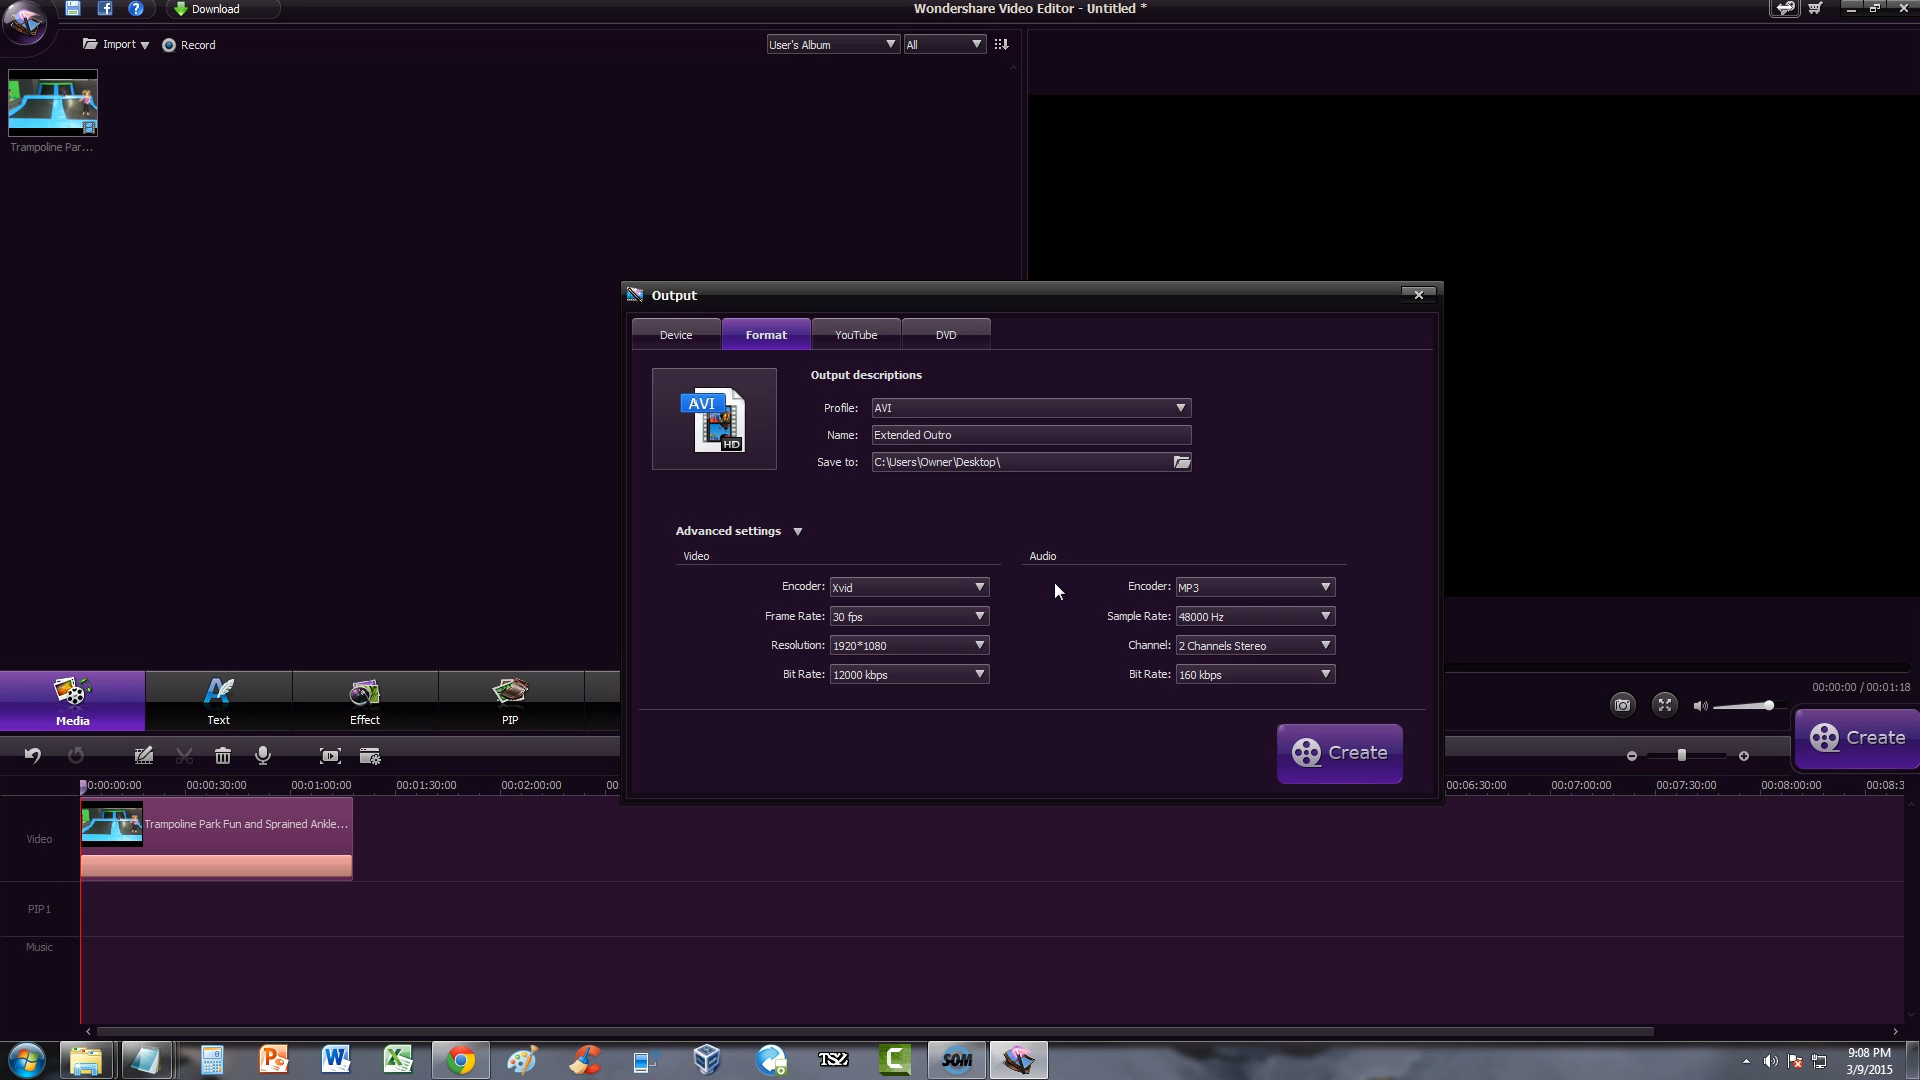 Download
Wondershare Video Editor - Untitled *
Import
Record
User's Album
All
Trampoline Par...
Output
Device
Format
YouTube
DVD
AVI
HD
Output descriptions
Profile: AVI
Name: Extended Outro
Save to: C:\Users\Owner\Desktop\
Advanced settings
Video
Audio
Encoder: Xvid
Encoder: MP3
Frame Rate: 30 fps
Sample Rate: 48000 Hz
Resolution: 1920*1080
Channel: 2 Channels Stereo
Bit Rate: 12000 kbps
Bit Rate: 160 kbps
Create
Media
Text
Effect
PIP
00:00:00 / 00:01:18
Create
0:00:00:00 00:00:30:00 00:01:00:00 00:01:30:00 00:02:00:00 00 00:06:30:00 00:07:00:00 00:07:30:00 00:08:00:00 00:08:3
Video
Trampoline Park Fun and Sprained Ankle...
PIP1
Music
TSZ
SOM
9:08 PM
3/9/2015